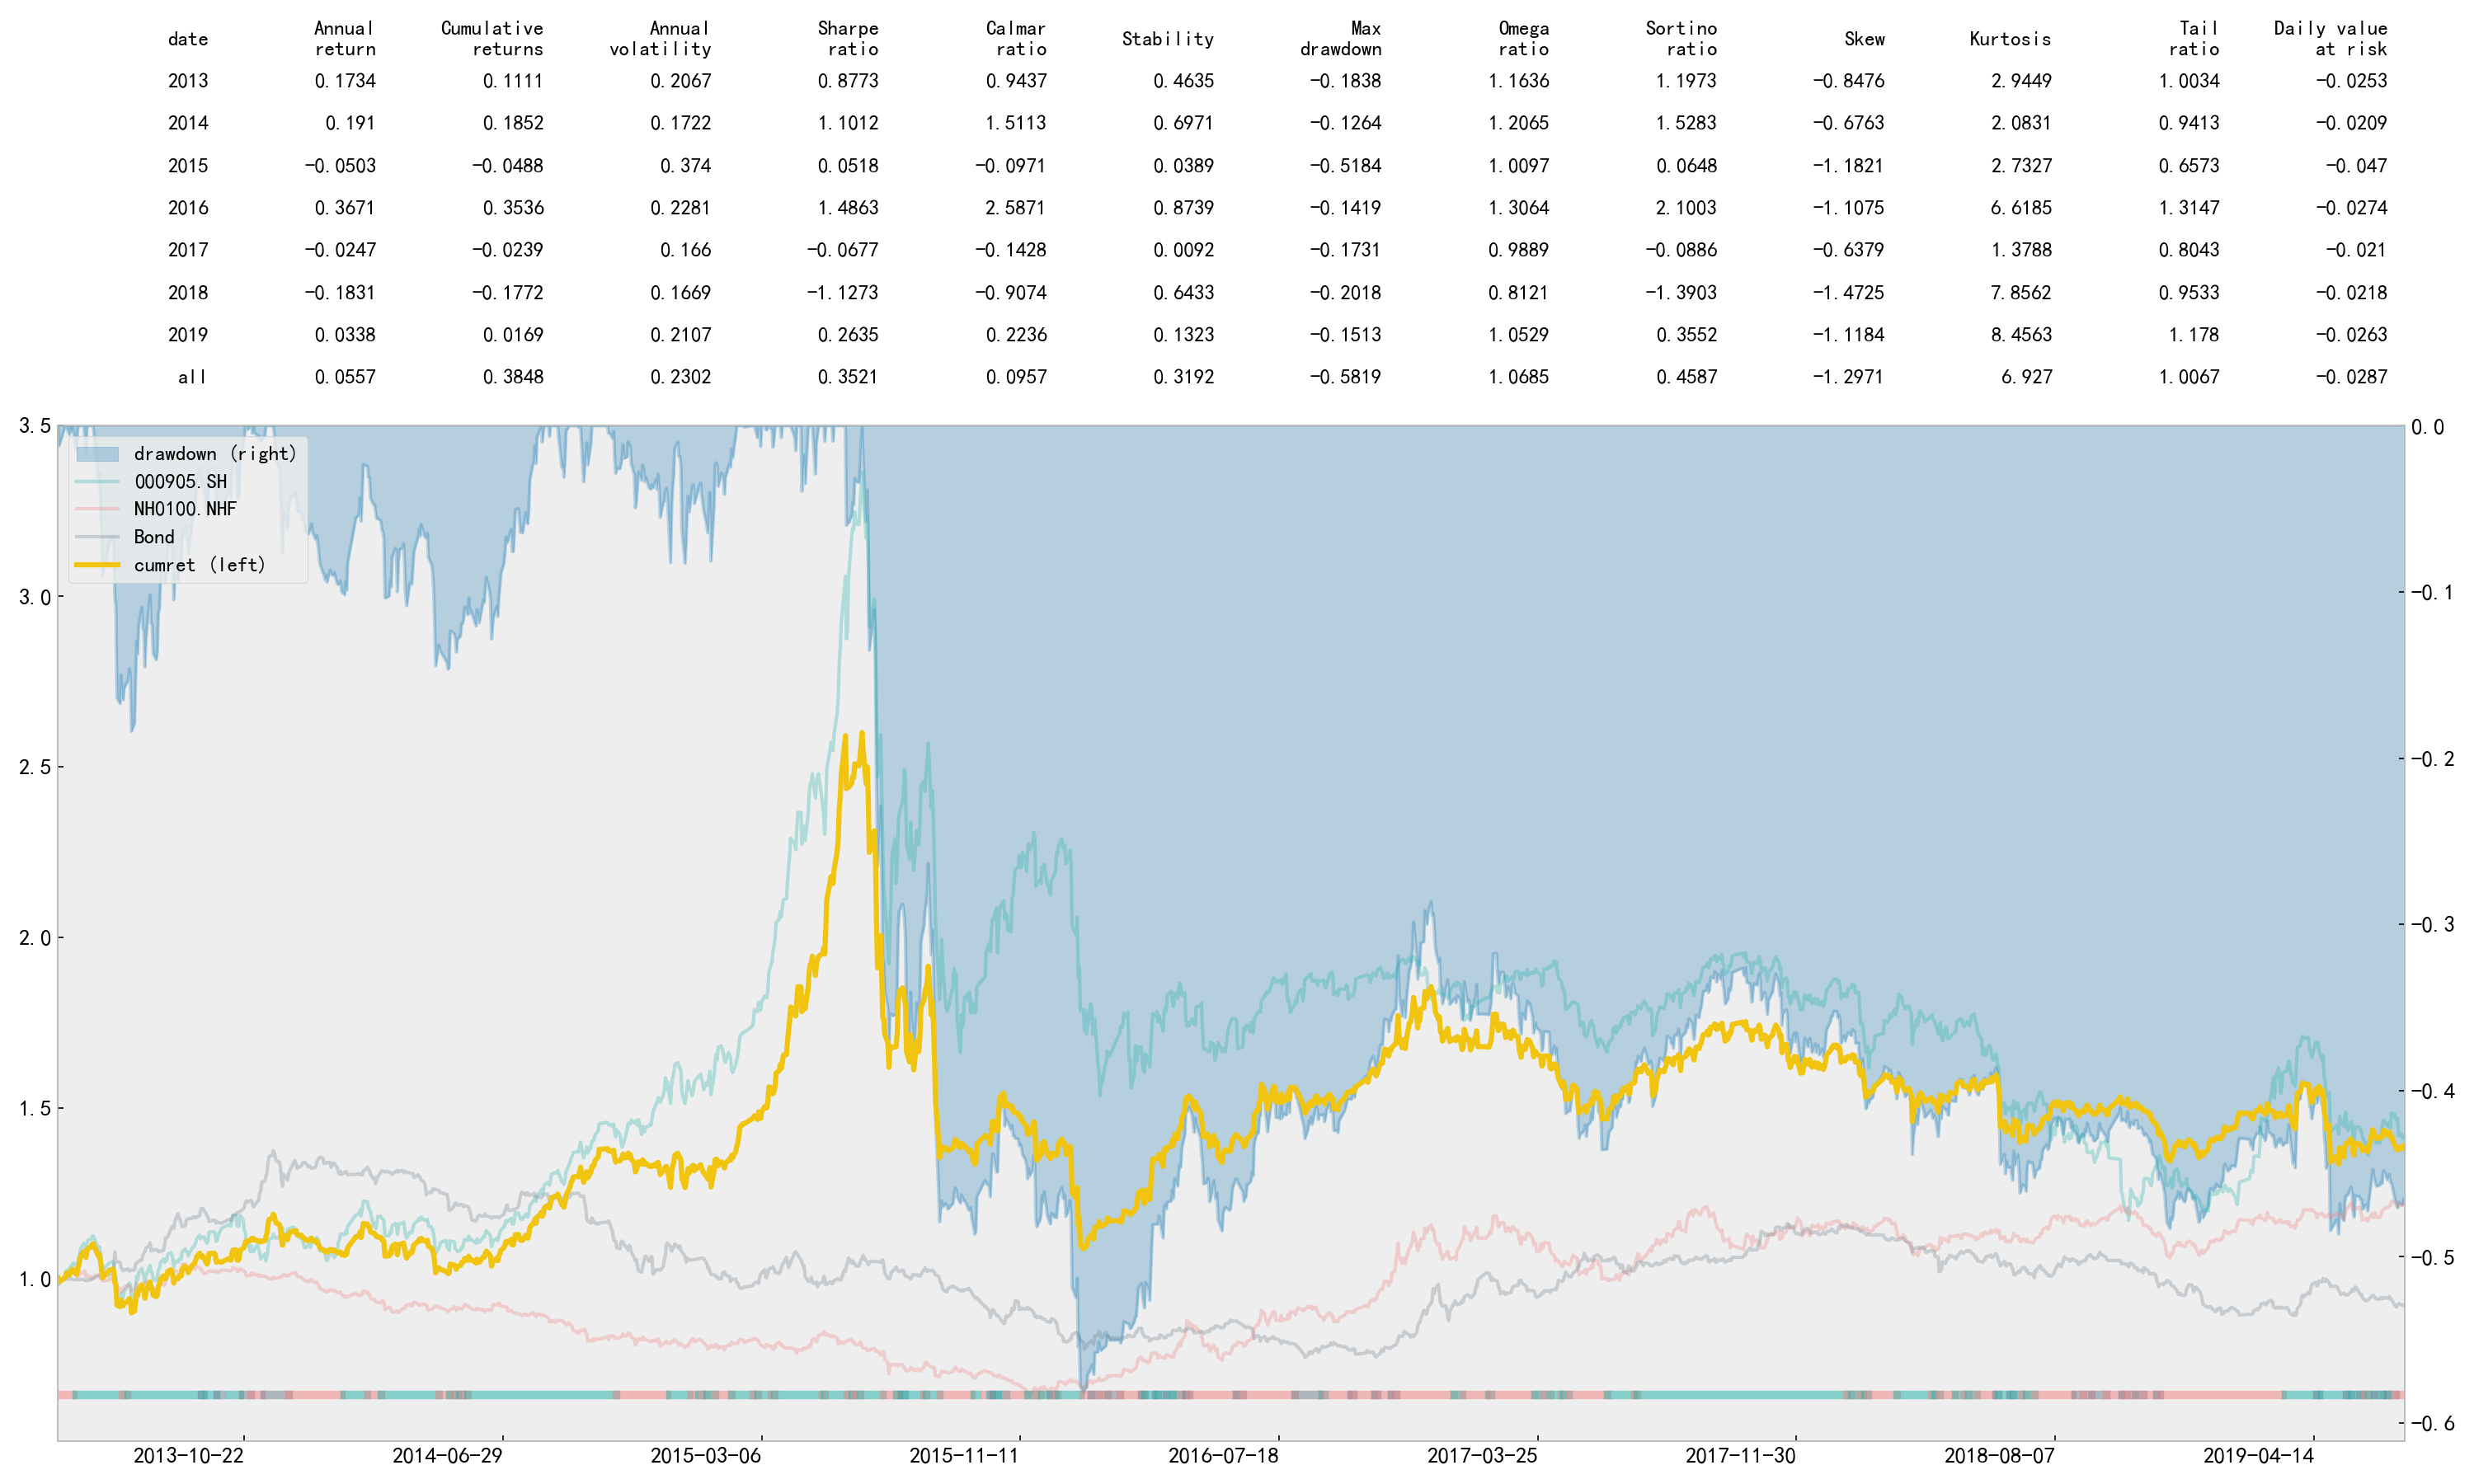 date Annual return Cumulative returns Annual volatility Sharpe ratio Calmar ratio Stability Max drawdown Omega ratio Sortino ratio Skew Kurtosis Tail ratio Daily value at risk
2013 0.1734 0.1111 0.2067 0.8773 0.9437 0.4635 −0.1838 1.1636 1.1973 −0.8476 2.9449 1.0034 −0.0253
2014 0.191 0.1852 0.1722 1.1012 1.5113 0.6971 −0.1264 1.2065 1.5283 −0.6763 2.0831 0.9413 −0.0209
2015 −0.0503 −0.0488 0.374 0.0518 −0.0971 0.0389 −0.5184 1.0097 0.0648 −1.1821 2.7327 0.6573 −0.047
2016 0.3671 0.3536 0.2281 1.4863 2.5871 0.8739 −0.1419 1.3064 2.1003 −1.1075 6.6185 1.3147 −0.0274
2017 −0.0247 −0.0239 0.166 −0.0677 −0.1428 0.0092 −0.1731 0.9889 −0.0886 −0.6379 1.3788 0.8043 −0.021
2018 −0.1831 −0.1772 0.1669 −1.1273 −0.9074 0.6433 −0.2018 0.8121 −1.3903 −1.4725 7.8562 0.9533 −0.0218
2019 0.0338 0.0169 0.2107 0.2635 0.2236 0.1323 −0.1513 1.0529 0.3552 −1.1184 8.4563 1.178 −0.0263
all 0.0557 0.3848 0.2302 0.3521 0.0957 0.3192 −0.5819 1.0685 0.4587 −1.2971 6.927 1.0067 −0.0287
3.5
3.0
2.5
2.0
1.5
1.0
drawdown (right)
000905.SH
NH0100.NHF
Bond
cumret (left)
0.0
−0.1
−0.2
−0.3
−0.4
−0.5
−0.6
2013−10−22 2014−06−29 2015−03−06 2015−11−11 2016−07−18 2017−03−25 2017−11−30 2018−08−07 2019−04−14